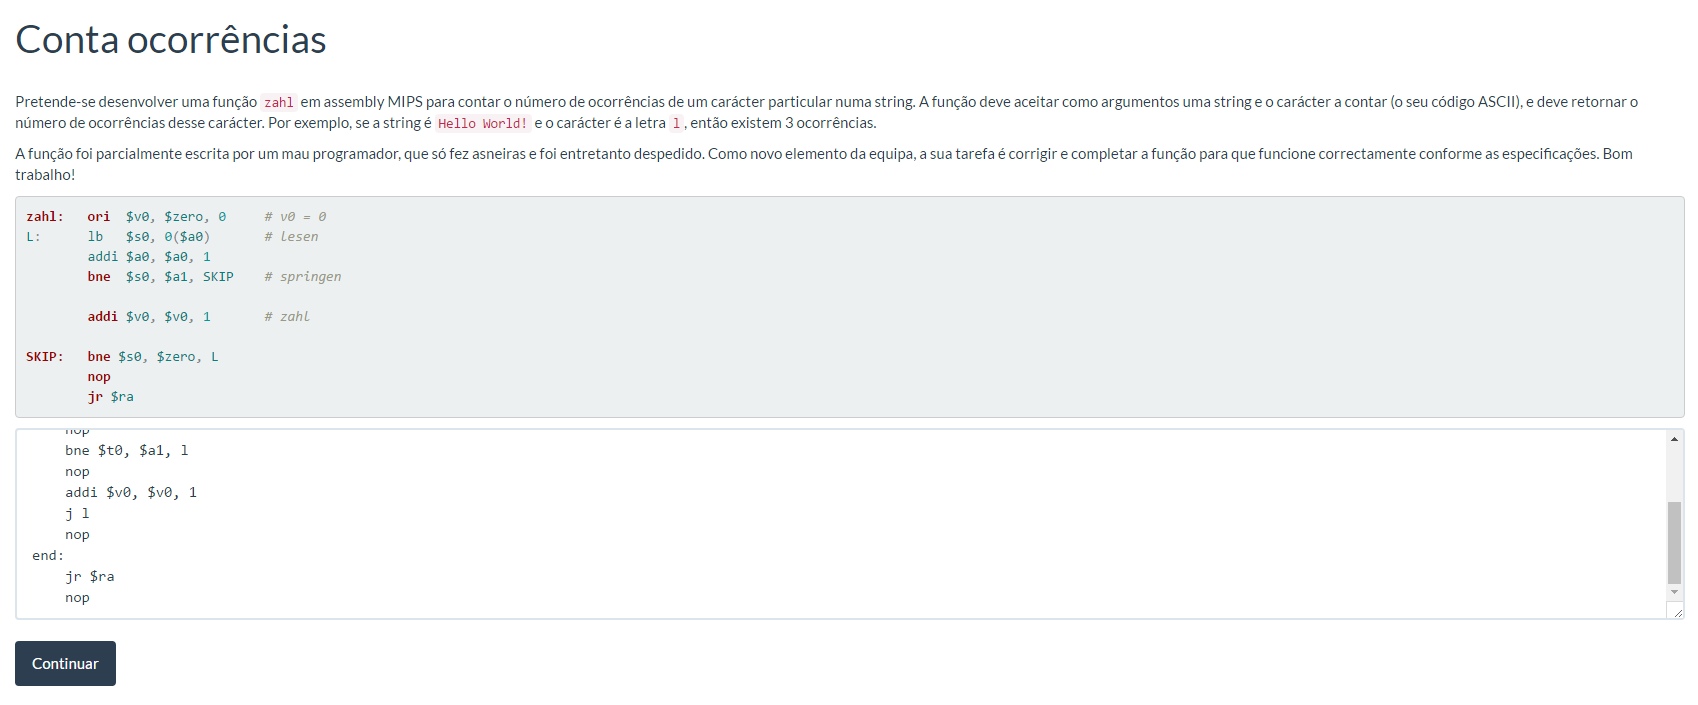 Conta ocorrências
Pretende-se desenvolver uma função zahl em assembly MIPS para contar o número de ocorrências de um carácter particular numa string. A função deve aceitar como argumentos uma string e o carácter a contar (o seu código ASCII), e deve retornar o
número de ocorrências desse carácter. Por exemplo, se a string é Hello World! e o carácter é a letra l, então existem 3 ocorrências.
A função foi parcialmente escrita por um mau programador, que só fez asneiras e foi entretanto despedido. Como novo elemento da equipa, a sua tarefa é corrigir e completar a função para que funcione correctamente conforme as especificações. Bom
trabalho!
zahl:   ori  $v0, $zero, 0     # v0 = 0
L:      lb   $s0, 0($a0)       # lesen
        addi $a0, $a0, 1
        bne  $s0, $a1, SKIP    # springen
        addi $v0, $v0, 1       # zahl
SKIP:   bne $s0, $zero, L
        nop
        jr $ra
    nop
    bne $t0, $a1, l
    nop
    addi $v0, $v0, 1
    j l
    nop
end:
    jr $ra
    nop
Continuar